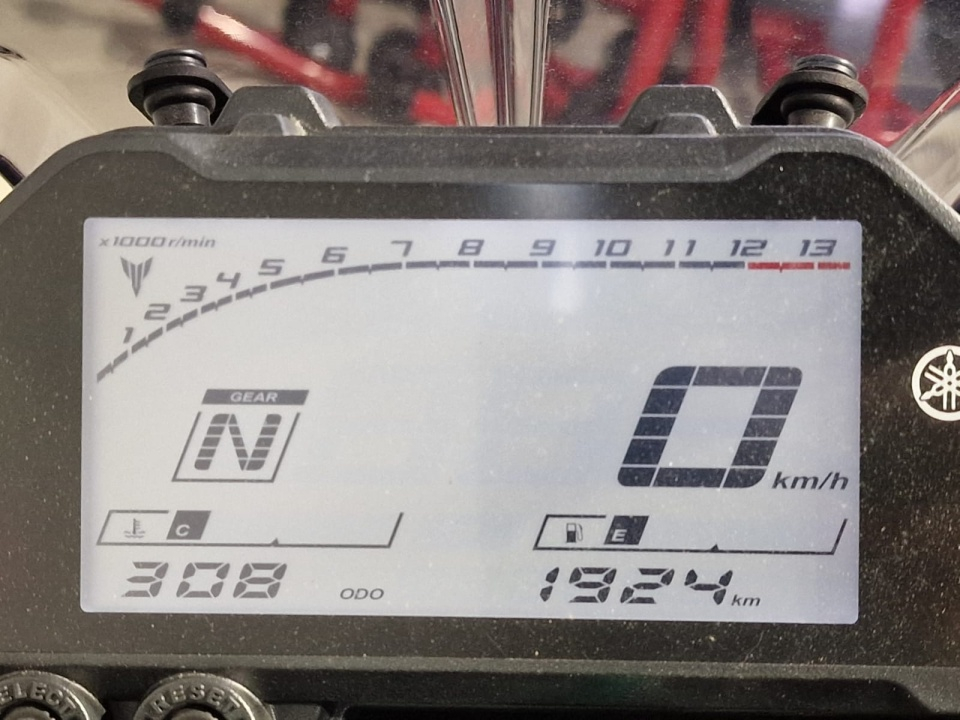 x1000 r/min
1 2 3 4 5 6 7 8 9 10 11 12 13
GEAR
N
0 km/h
C
E
308 ODO
1924 km
SELECT
RESET